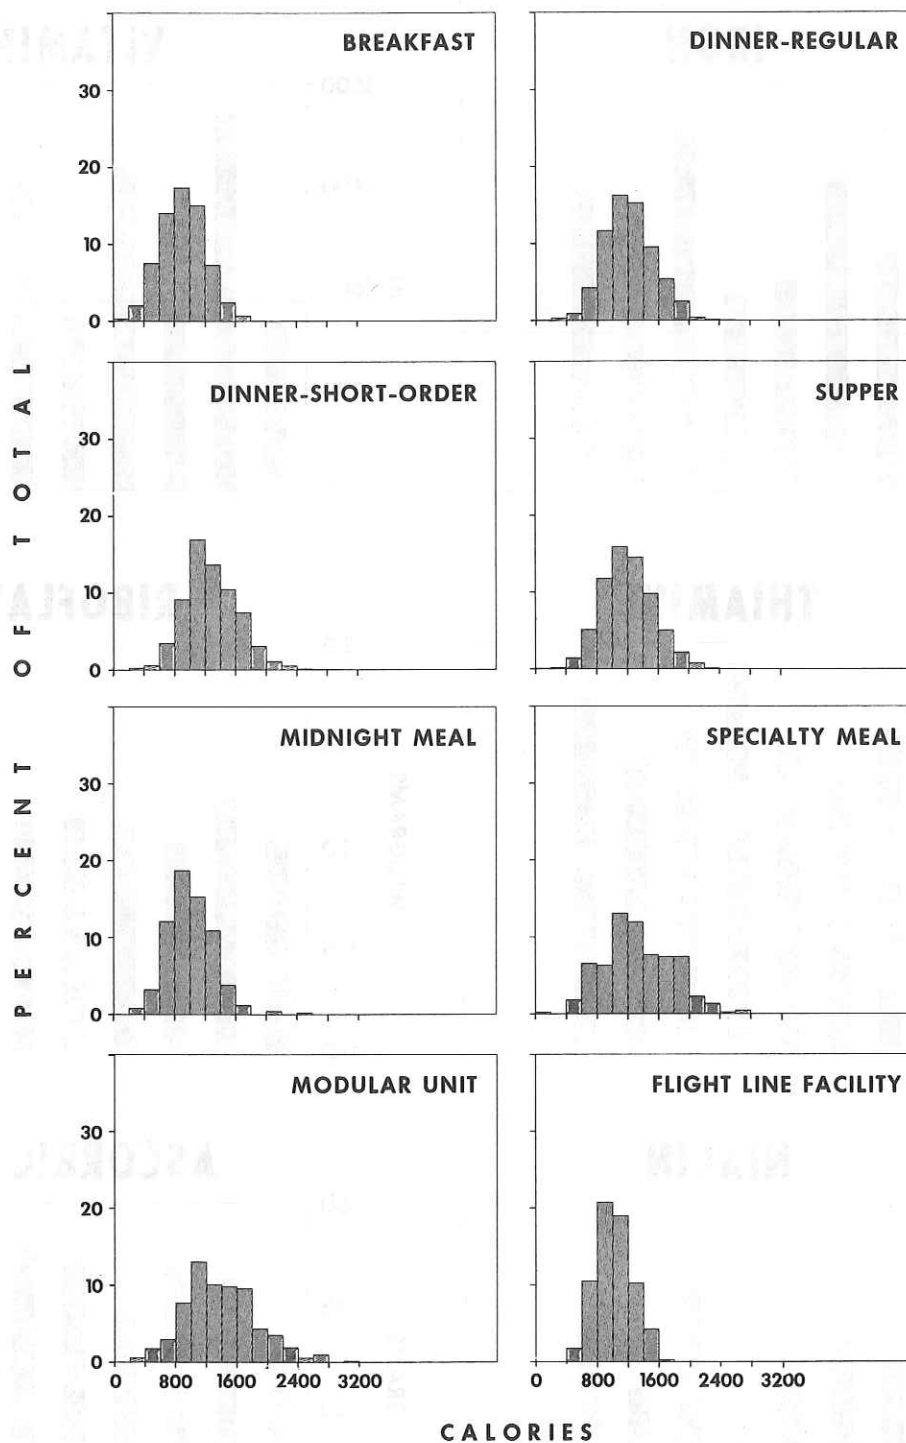 BREAKFAST
30
20
10
0
DINNER-REGULAR
DINNER-SHORT-ORDER
30
20
10
0
SUPPER
MIDNIGHT MEAL
30
20
10
0
SPECIALTY MEAL
MODULAR UNIT
30
20
10
0
0 800 1600 2400 3200
FLIGHT LINE FACILITY
0 800 1600 2400 3200
PERCENT OF TOTAL
CALORIES